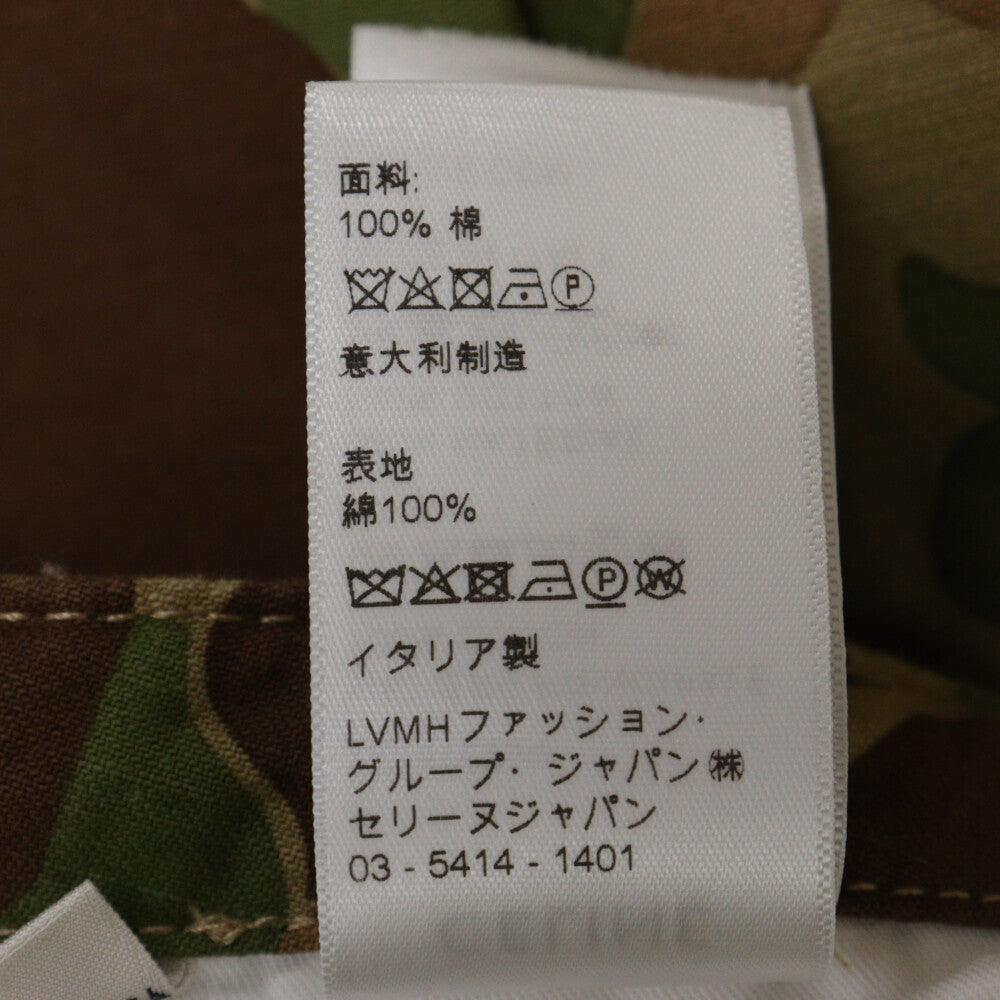 面料:
100% 棉
P
意大利制造
表地
綿100%
P W
イタリア製
LVMHファッション・
グループ・ジャパン㈱
セリーヌジャパン
03 - 5414 - 1401